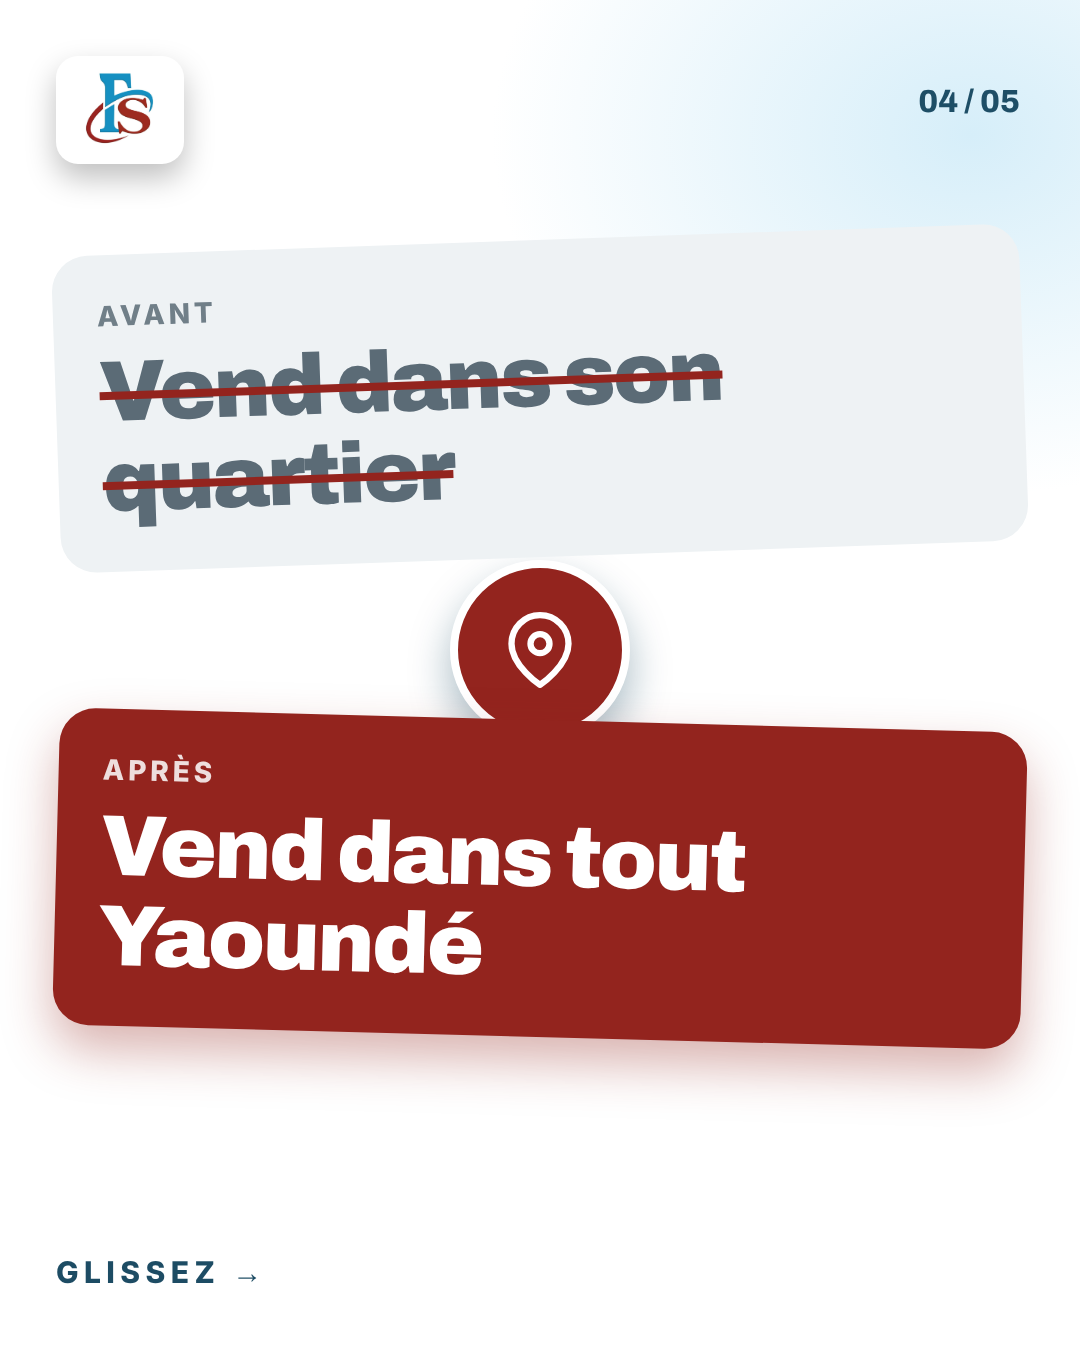 FS
04 / 05
AVANT
Vend dans son
quartier
APRÈS
Vend dans tout
Yaoundé
GLISSEZ →